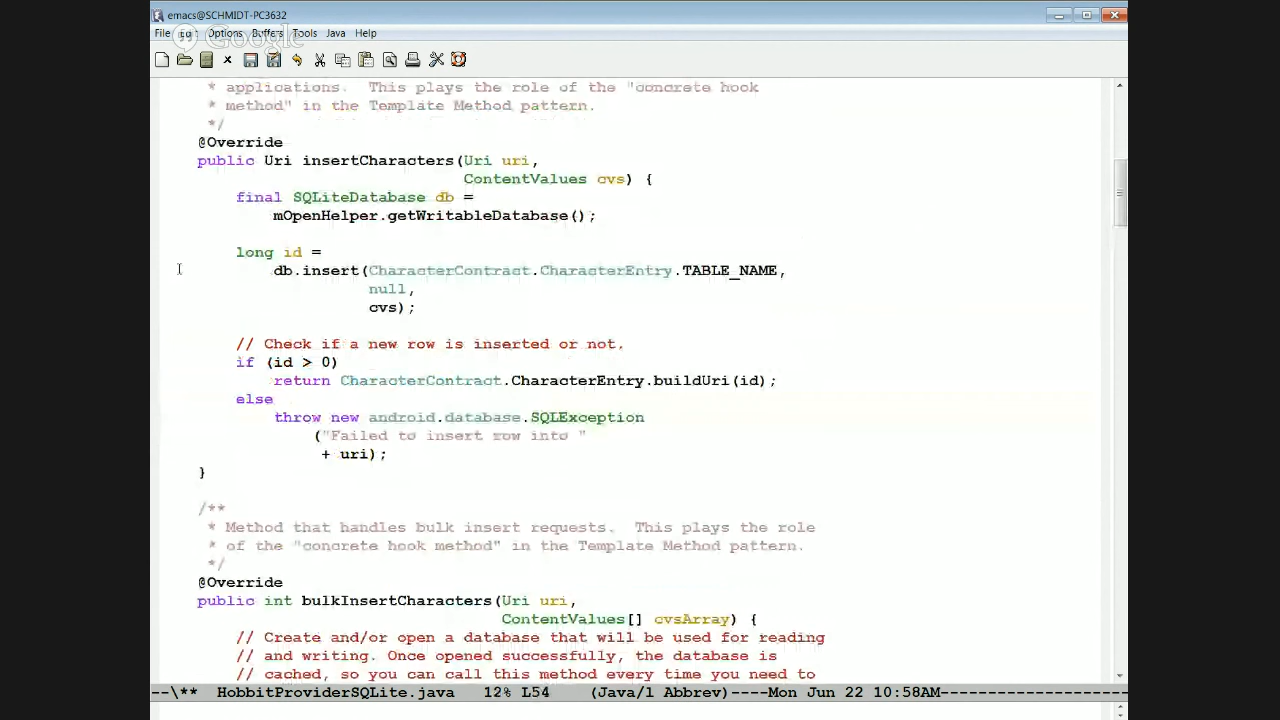 emacs@SCHMIDT-PC3632
File Edit Options Buffers Tools Java Help
Google
* applications.  This plays the role of the "concrete hook
* method" in the Template Method pattern.
*/
@Override
public Uri insertCharacters(Uri uri,
ContentValues cvs) {
final SQLiteDatabase db =
mOpenHelper.getWritableDatabase();
long id =
db.insert(CharacterContract.CharacterEntry.TABLE_NAME,
null,
cvs);
// Check if a new row is inserted or not.
if (id > 0)
return CharacterContract.CharacterEntry.buildUri(id);
else
throw new android.database.SQLException
("Failed to insert row into "
+ uri);
}
/**
* Method that handles bulk insert requests.  This plays the role
* of the "concrete hook method" in the Template Method pattern.
*/
@Override
public int bulkInsertCharacters(Uri uri,
ContentValues[] cvsArray) {
// Create and/or open a database that will be used for reading
// and writing. Once opened successfully, the database is
// cached, so you can call this method every time you need to
--\**  HobbitProviderSQLite.java   12% L54    (Java/l Abbrev)----Mon Jun 22 10:58AM--------------------